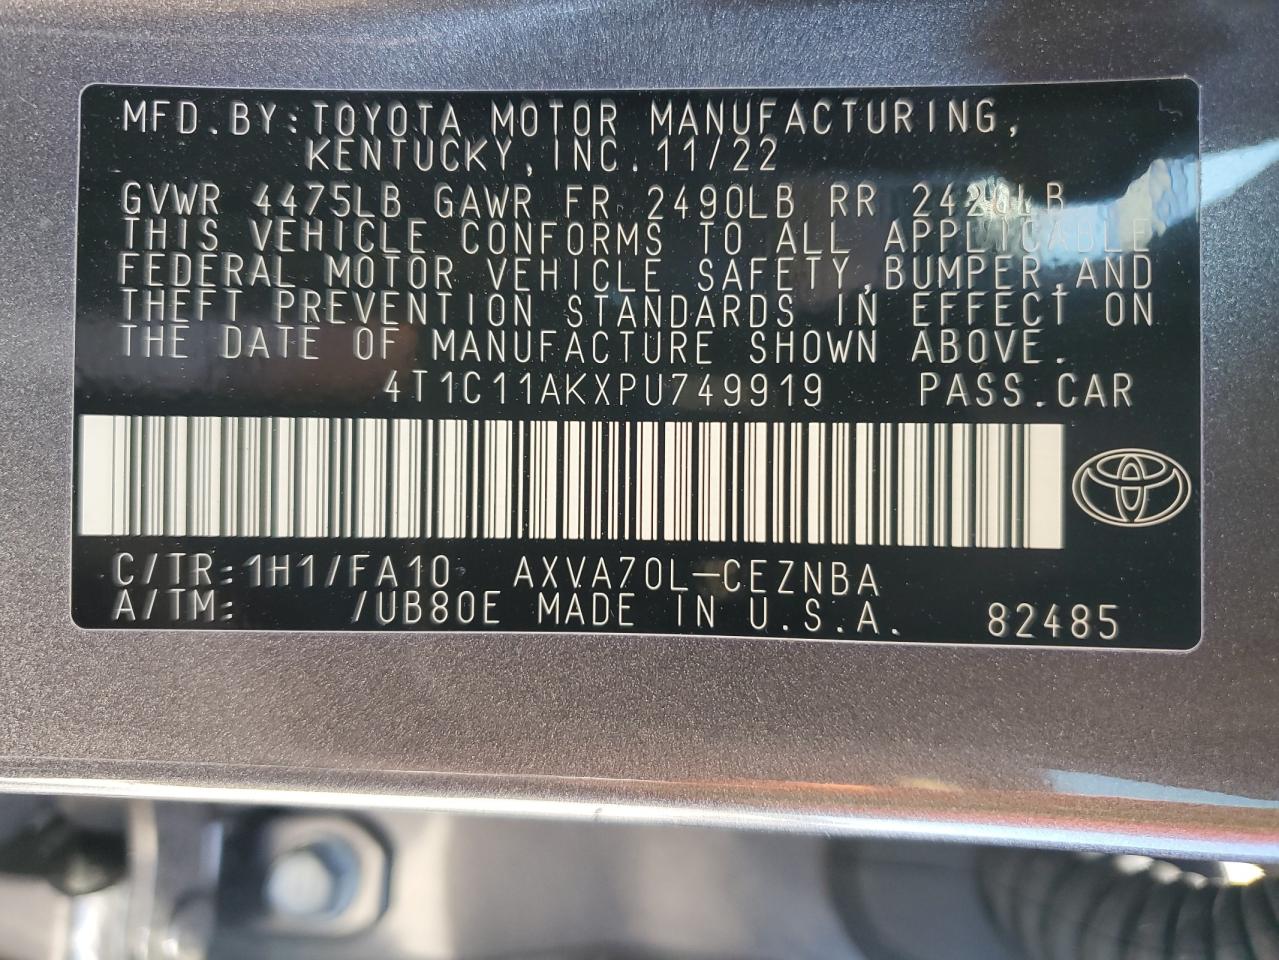 MFD.BY:TOYOTA MOTOR MANUFACTURING,
KENTUCKY,INC.11/22
GVWR 4475LB GAWR FR 2490LB RR
THIS VEHICLE CONFORMS TO ALL APPLICABLE
FEDERAL MOTOR VEHICLE SAFETY,BUMPER,AND
THEFT PREVENTION STANDARDS IN EFFECT ON
THE DATE OF MANUFACTURE SHOWN ABOVE.
4T1C11AKXPU749919 PASS.CAR
C/TR:1H1/FA10 AXVA70L-CEZNBA
A/TM: /UB80E MADE IN U.S.A. 82485